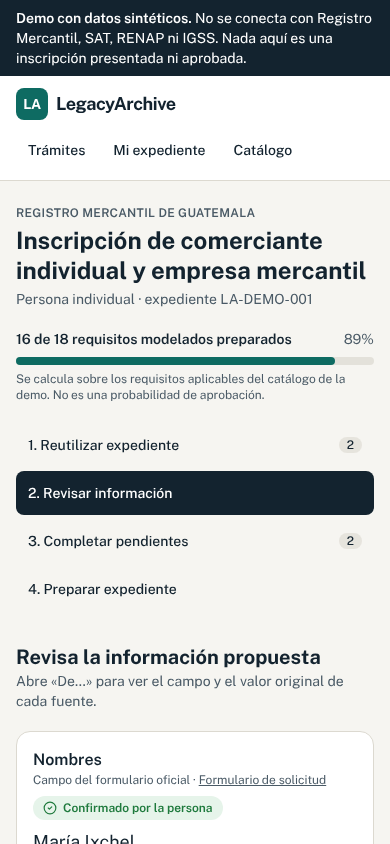 Demo con datos sintéticos. No se conecta con Registro
Mercantil, SAT, RENAP ni IGSS. Nada aquí es una
inscripción presentada ni aprobada.
LA LegacyArchive
Trámites Mi expediente Catálogo
REGISTRO MERCANTIL DE GUATEMALA
Inscripción de comerciante
individual y empresa mercantil
Persona individual · expediente LA-DEMO-001
16 de 18 requisitos modelados preparados 89%
Se calcula sobre los requisitos aplicables del catálogo de la
demo. No es una probabilidad de aprobación.
1. Reutilizar expediente 2
2. Revisar información
3. Completar pendientes 2
4. Preparar expediente
Revisa la información propuesta
Abre «De...» para ver el campo y el valor original de
cada fuente.
Nombres
Campo del formulario oficial · Formulario de solicitud
Confirmado por la persona
María Ixchel